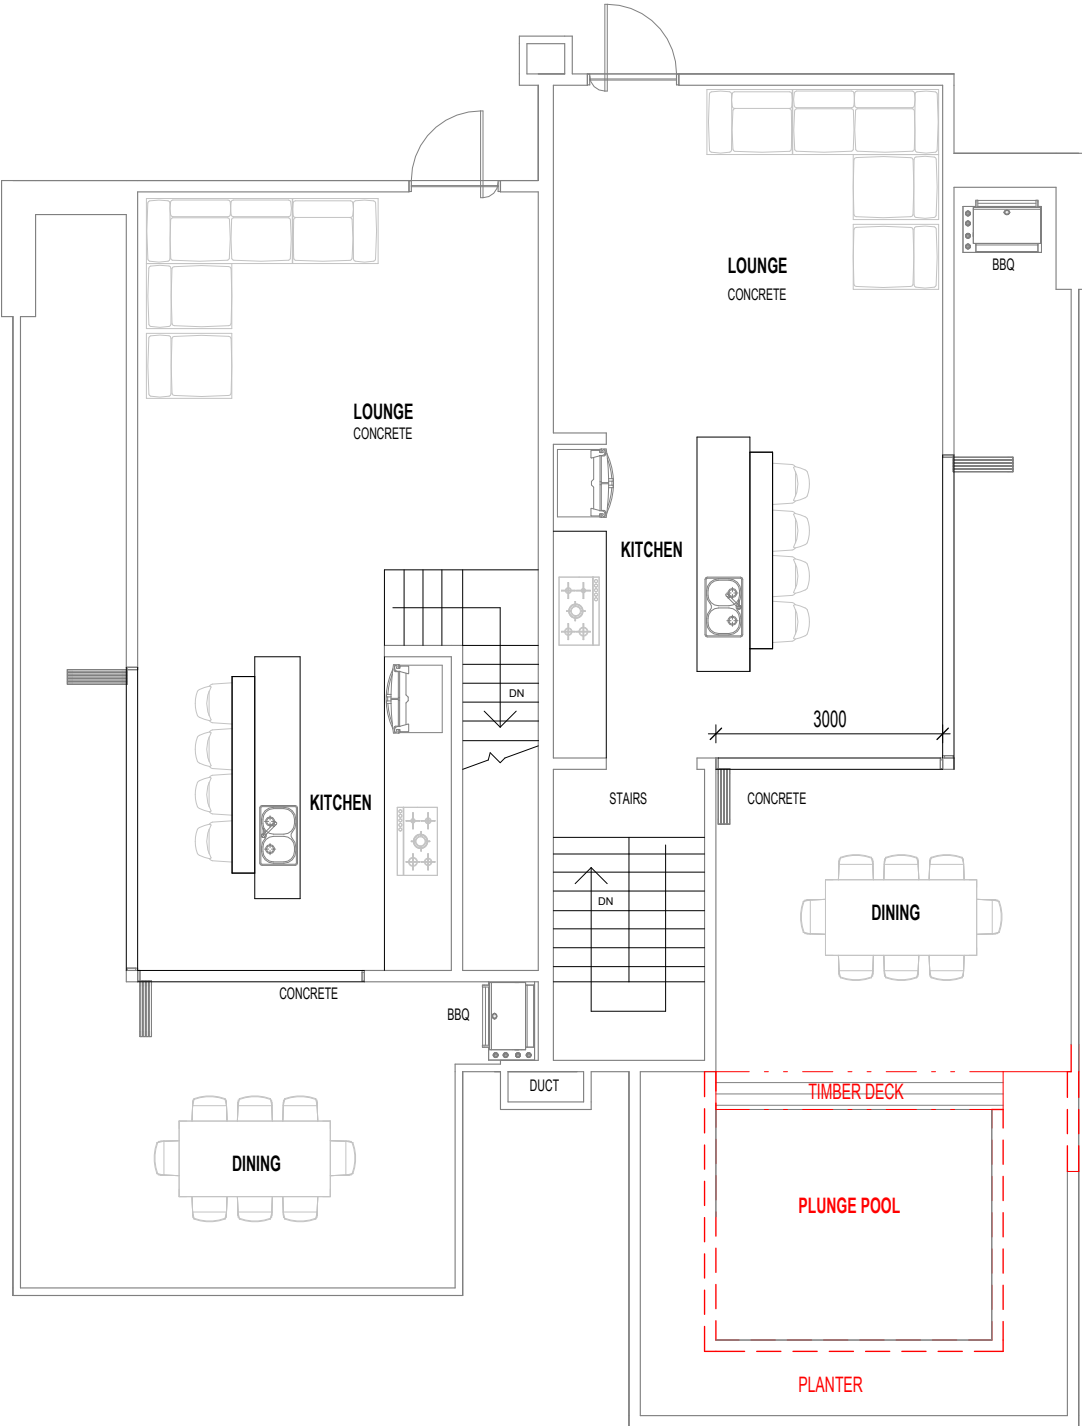 LOUNGE
CONCRETE
BBQ
LOUNGE
CONCRETE
KITCHEN
DN
3000
KITCHEN
STAIRS
CONCRETE
DN
DINING
CONCRETE
BBQ
DUCT
TIMBER DECK
DINING
PLUNGE POOL
PLANTER